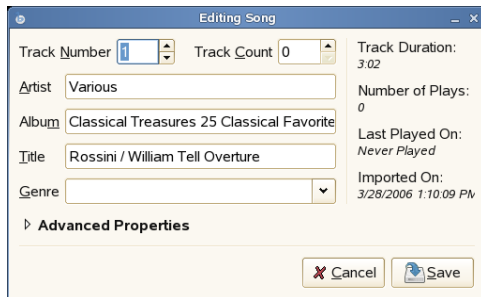 Editing Song
Track Number 1 Track Count 0
Artist Various
Album Classical Treasures 25 Classical Favorite
Title Rossini / William Tell Overture
Genre
Advanced Properties
Track Duration:
3:02
Number of Plays:
0
Last Played On:
Never Played
Imported On:
3/28/2006 1:10:09 PM
Cancel Save